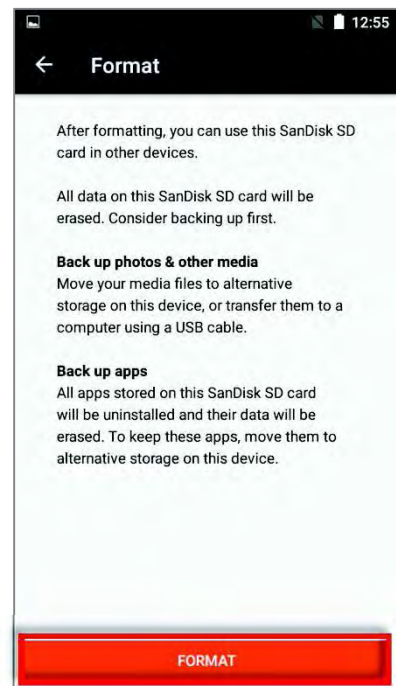 12:55
Format
After formatting, you can use this SanDisk SD
card in other devices.
All data on this SanDisk SD card will be
erased. Consider backing up first.
Back up photos & other media
Move your media files to alternative
storage on this device, or transfer them to a
computer using a USB cable.
Back up apps
All apps stored on this SanDisk SD card
will be uninstalled and their data will be
erased. To keep these apps, move them to
alternative storage on this device.
FORMAT